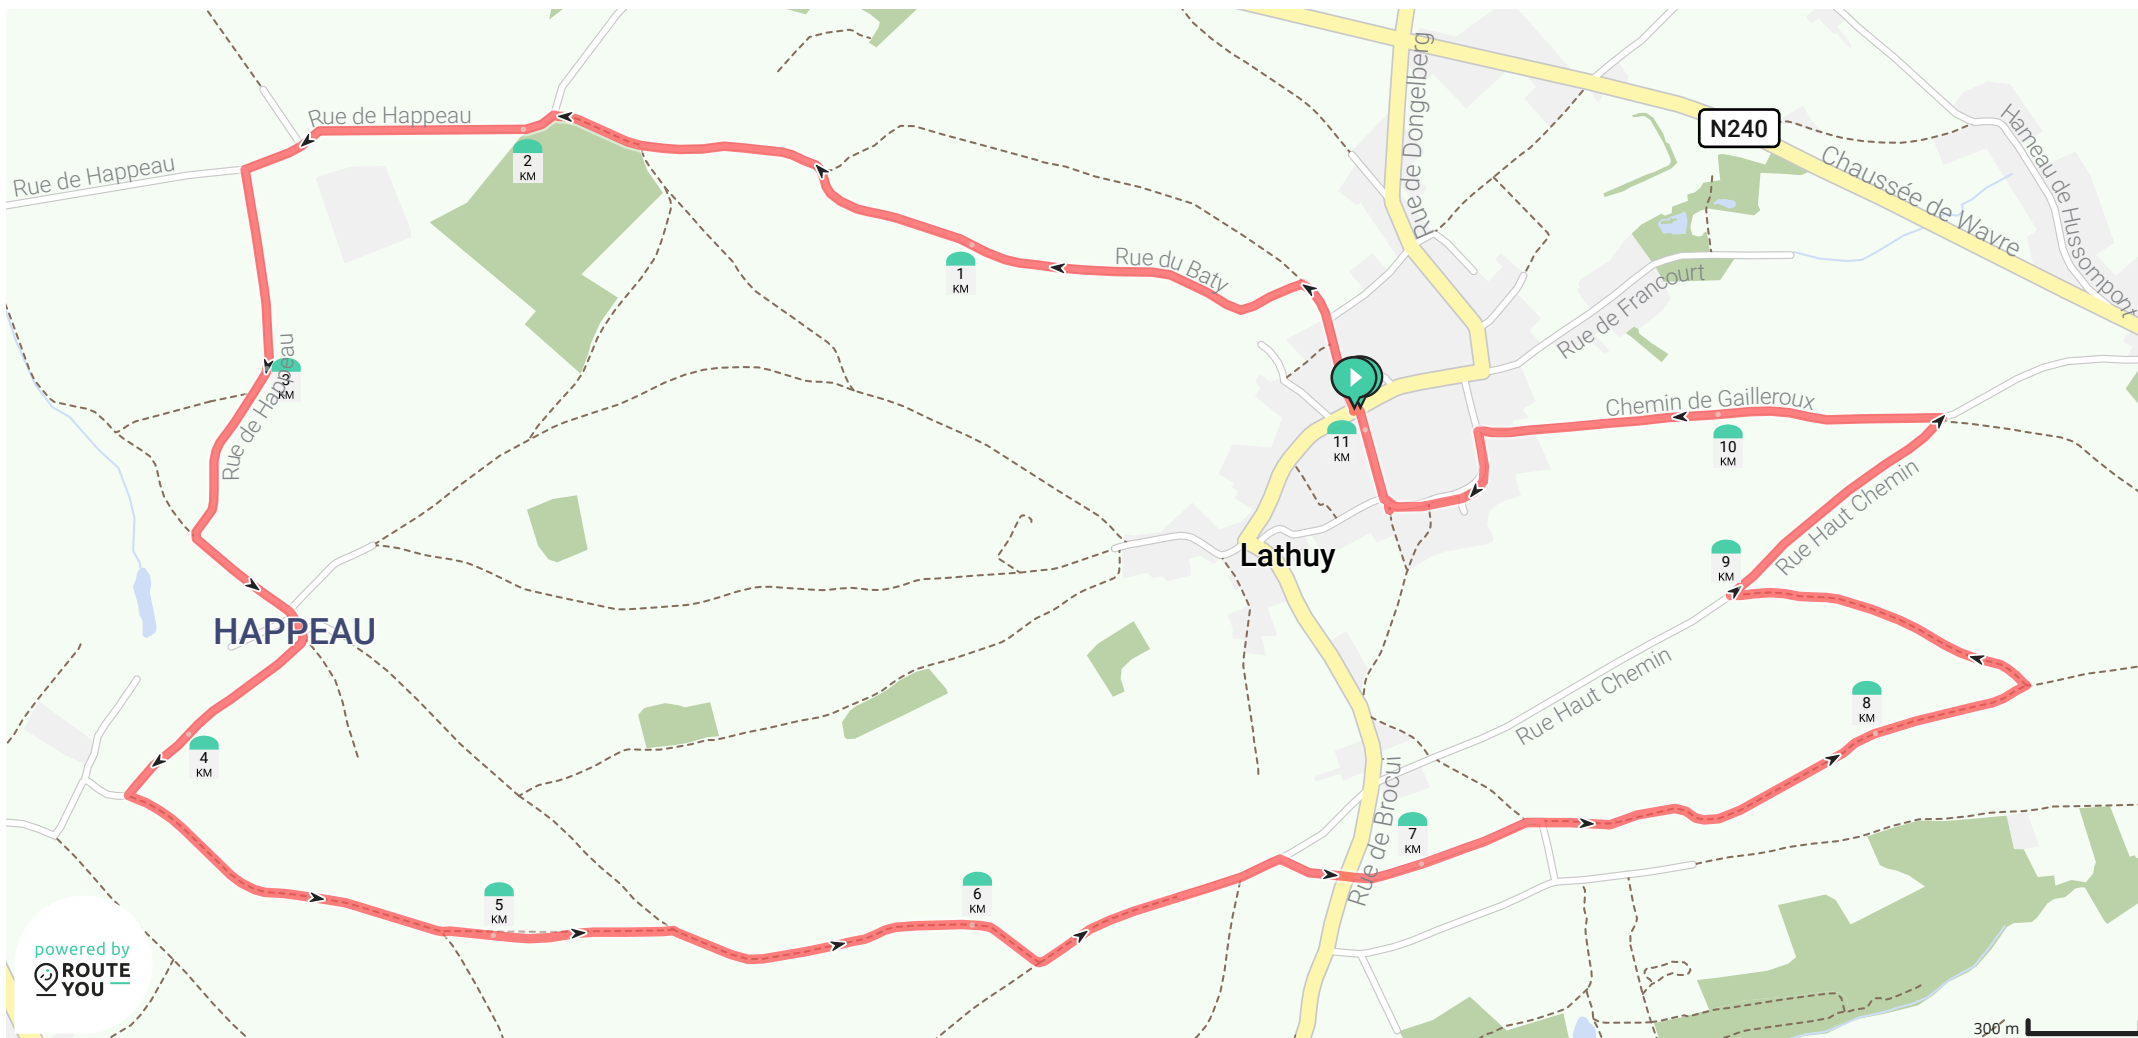 Rue de Dongelberg
Rue de Happeau
N240
Hameau de Hussompont
Chaussée de Wavre
2
KM
Rue de Happeau
1
KM
Rue du Baty
Rue de Francourt
3
KM
Rue de Happeau
Chemin de Gailleroux
11
KM
10
KM
Rue Haut Chemin
Lathuy
9
KM
HAPPEAU
Rue Haut Chemin
8
KM
4
KM
Rue de Brocui
7
KM
6
KM
5
KM
powered by
ROUTE
YOU
300 m